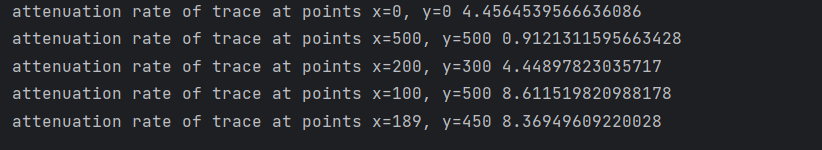 attenuation rate of trace at points x=0, y=0 4.4564539566636086
attenuation rate of trace at points x=500, y=500 0.9121311595663428
attenuation rate of trace at points x=200, y=300 4.44897823035717
attenuation rate of trace at points x=100, y=500 8.611519820988178
attenuation rate of trace at points x=189, y=450 8.36949609220028